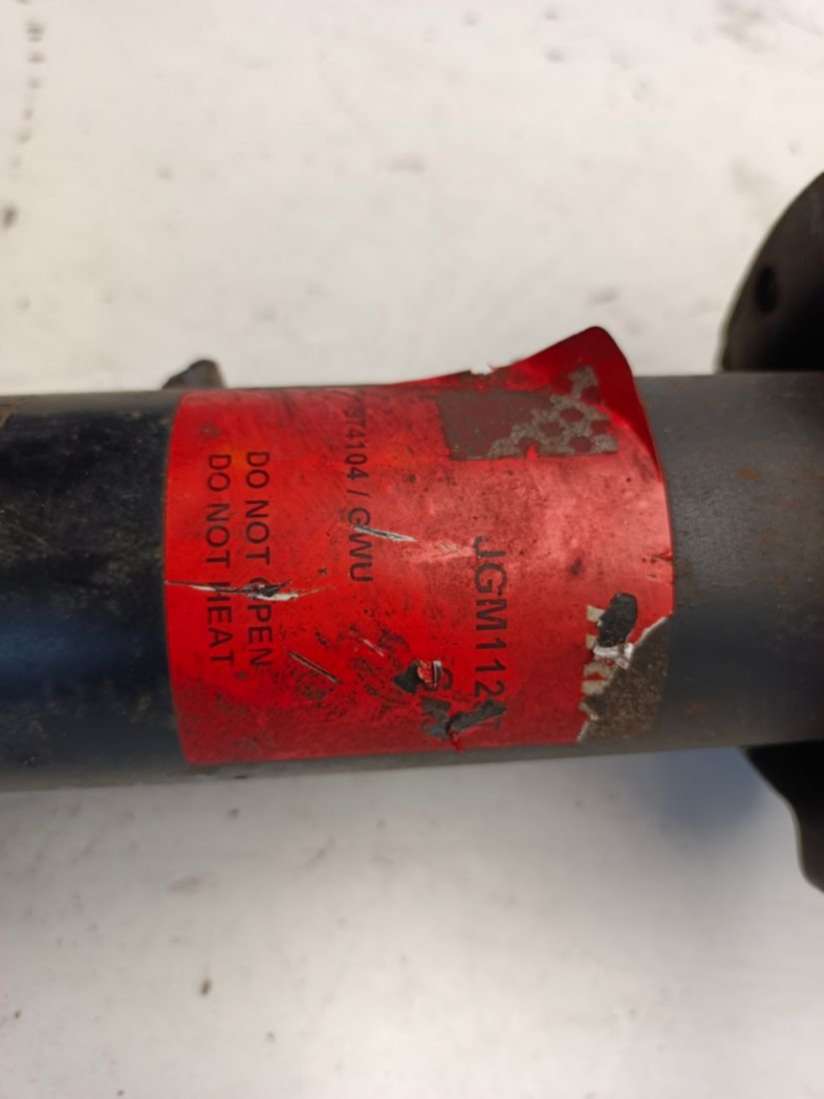 JGM112
74104 / GWU
DO NOT OPEN
DO NOT HEAT